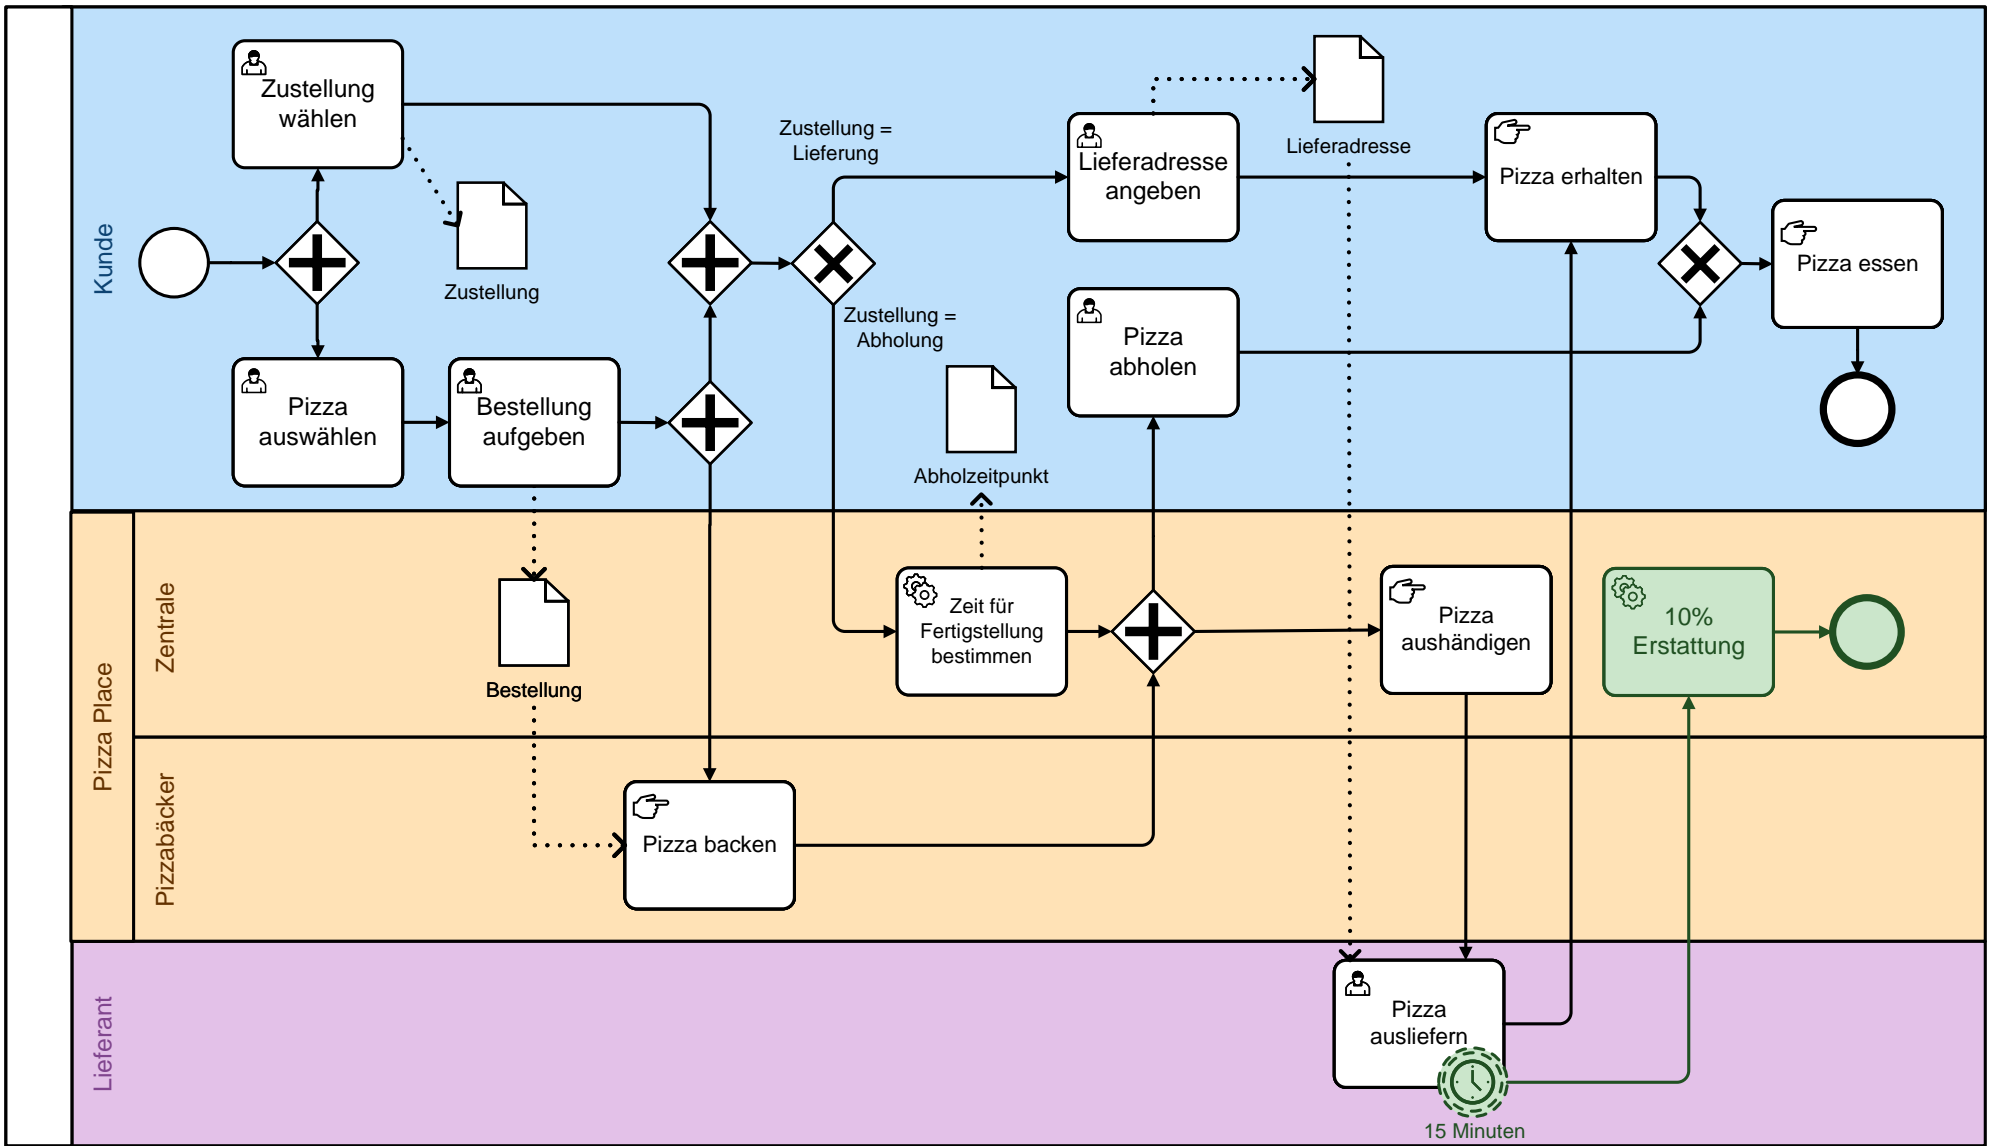 Kunde
Zustellung
wählen
Zustellung
Pizza
auswählen
Bestellung
aufgeben
Zustellung =
Lieferung
Zustellung =
Abholung
Lieferadresse
angeben
Lieferadresse
Pizza
abholen
Abholzeitpunkt
Pizza erhalten
Pizza essen
Pizza Place
Zentrale
Bestellung
Zeit für
Fertigstellung
bestimmen
Pizza
aushändigen
10%
Erstattung
Pizzabäcker
Pizza backen
Lieferant
Pizza
ausliefern
15 Minuten